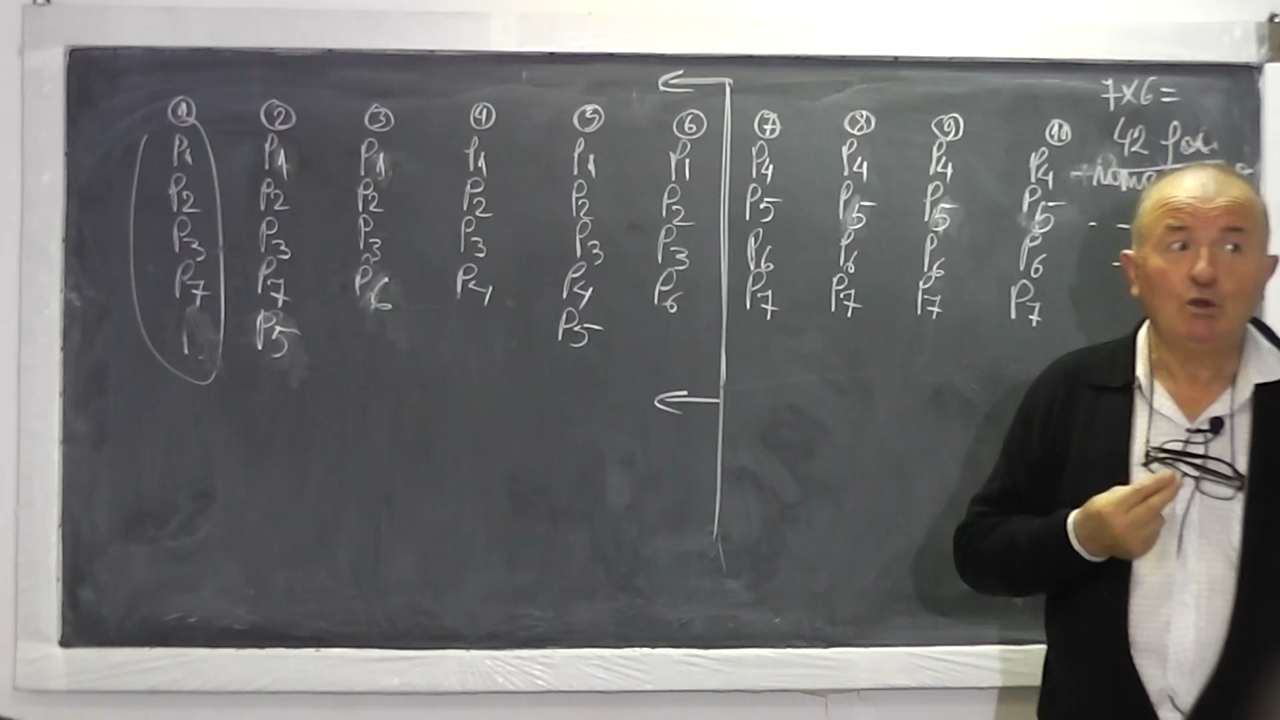 ① ② ③ ④ ⑤ ⑥ ⑦ ⑧ ⑨ ⑩
P1 P1 P1 P1 P1 P1 P4 P4 P4 P4
P2 P2 P2 P2 P2 P2 P5 P5 P5 P5
P3 P3 P3 P3 P3 P3 P6 P6 P6 P6
P7 P7 P6 P4 P4 P6 P7 P7 P7 P7
P5 P5
7x6=
42